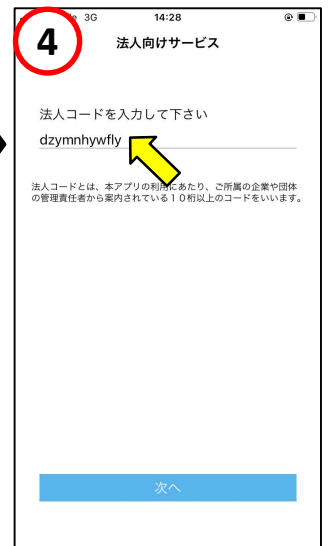 3G 14:28
4
法人向けサービス
法人コードを入力して下さい
dzymnhywfly
法人コードとは、本アプリの利用にあたり、ご所属の企業や団体
の管理責任者から案内されている１０桁以上のコードをいいます。
次へ